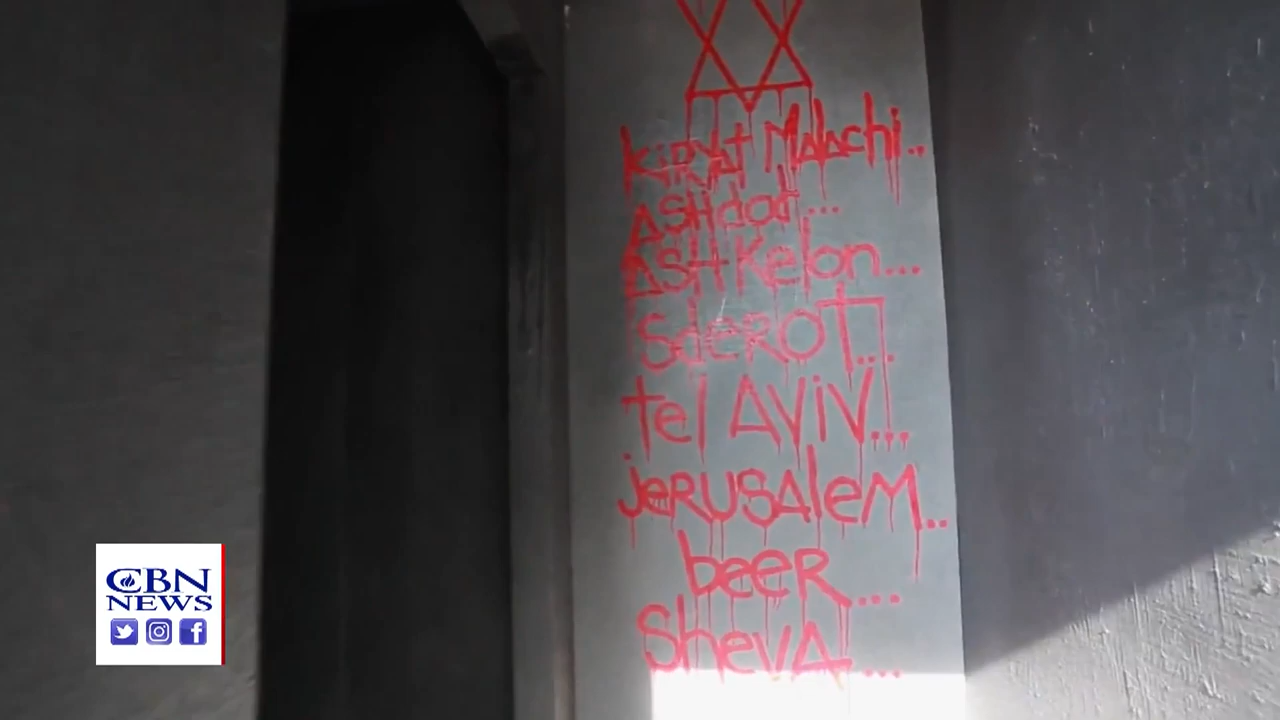 KiRyat Malachi..
ASHdod...
ASHKelon...
SdeROT...
tel AViV...
jeRUSAleM..
beeR...
ShevA...
CBN
NEWS